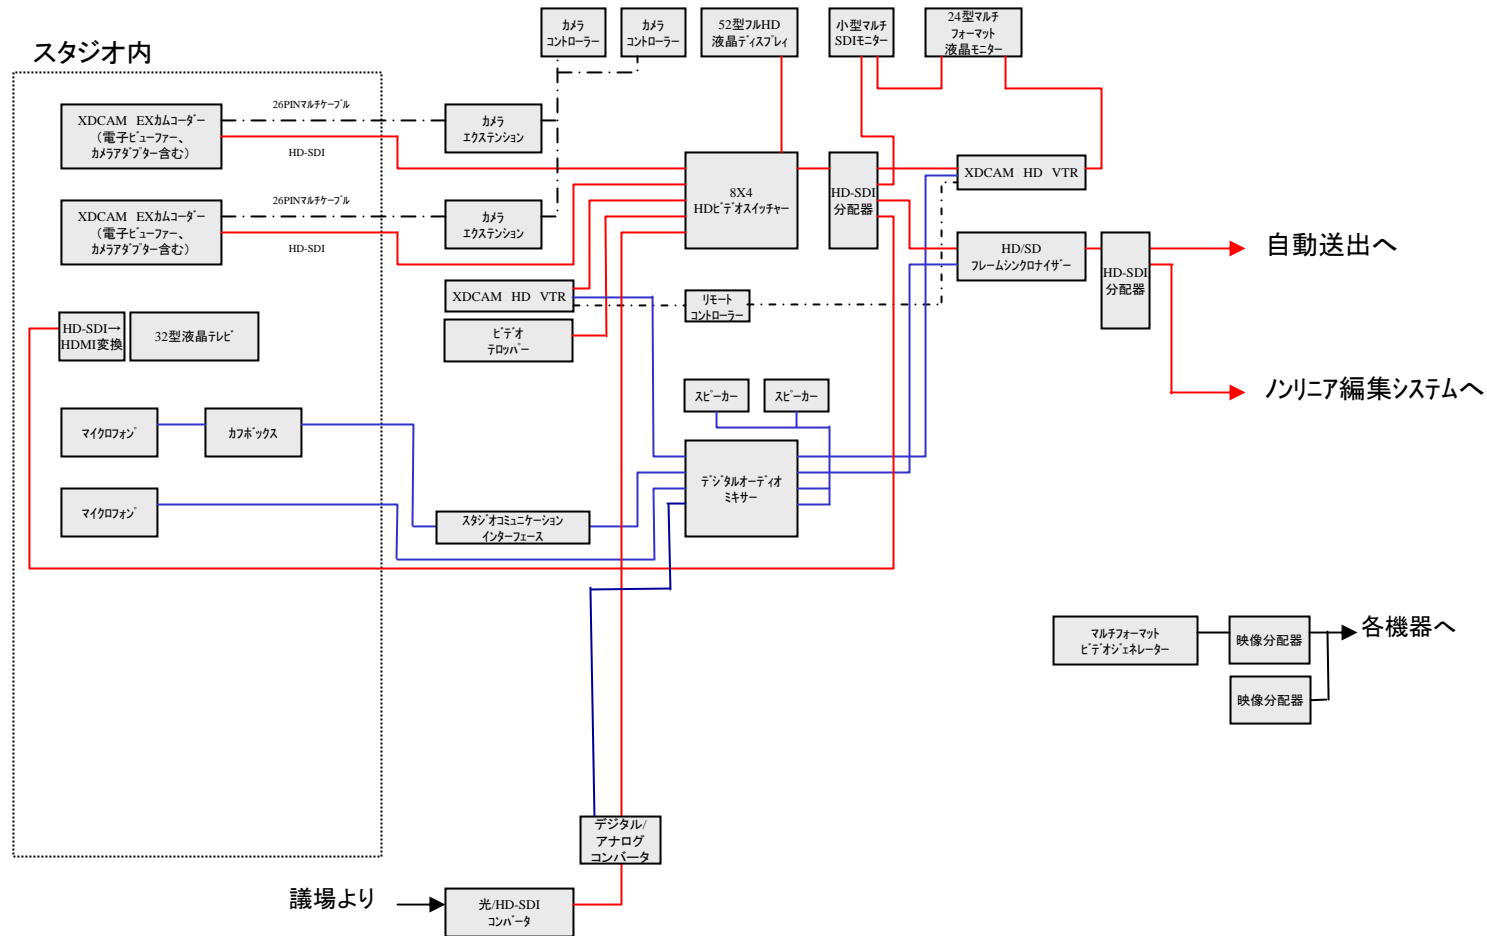 カメラ
コントローラー
カメラ
コントローラー
52型フルHD
液晶ディスプレィ
小型マルチ
SDIモニター
24型マルチ
フォーマット
液晶モニター
スタジオ内
XDCAM EXカムコーダー
（電子ビューファー、
カメラアダプター含む）
26PINマルチケーブル
HD-SDI
カメラ
エクステンション
8X4
HDビデオスイッチャー
HD-SDI
分配器
XDCAM HD VTR
XDCAM EXカムコーダー
（電子ビューファー、
カメラアダプター含む）
26PINマルチケーブル
HD-SDI
カメラ
エクステンション
HD/SD
フレームシンクロナイザー
HD-SDI
分配器
自動送出へ
XDCAM HD VTR
リモート
コントローラー
HD-SDI→
HDMI変換
32型液晶テレビ
ビデオ
テロッパー
スピーカー
スピーカー
ノンリニア編集システムへ
マイクロフォン
カフボックス
デジタルオーディオ
ミキサー
マイクロフォン
スタジオコミュニケーション
インターフェース
マルチフォーマット
ビデオジェネレーター
映像分配器
各機器へ
映像分配器
デジタル/
アナログ
コンバータ
議場より
光/HD-SDI
コンバータ